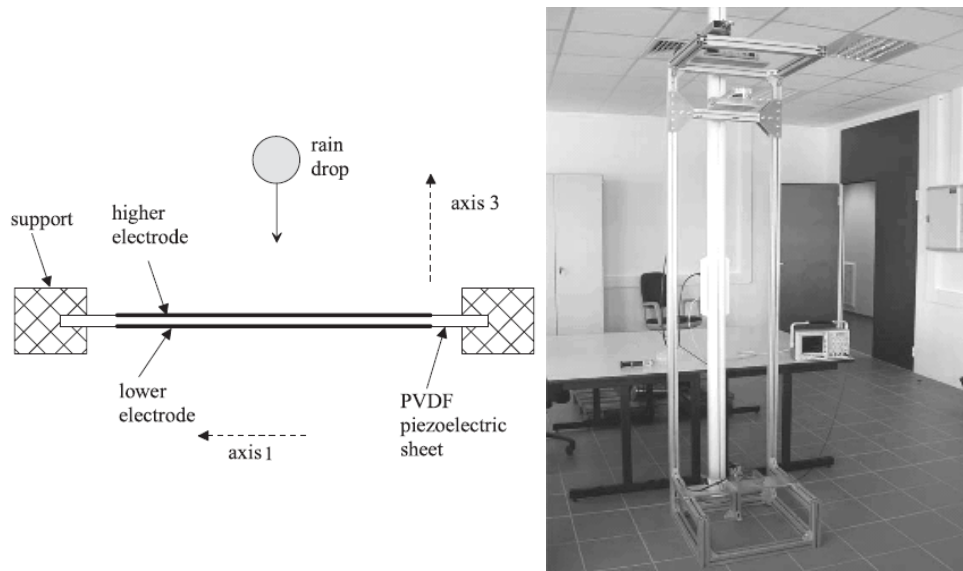 rain
drop
axis 3
support
higher
electrode
lower
electrode
PVDF
piezoelectric
sheet
axis 1